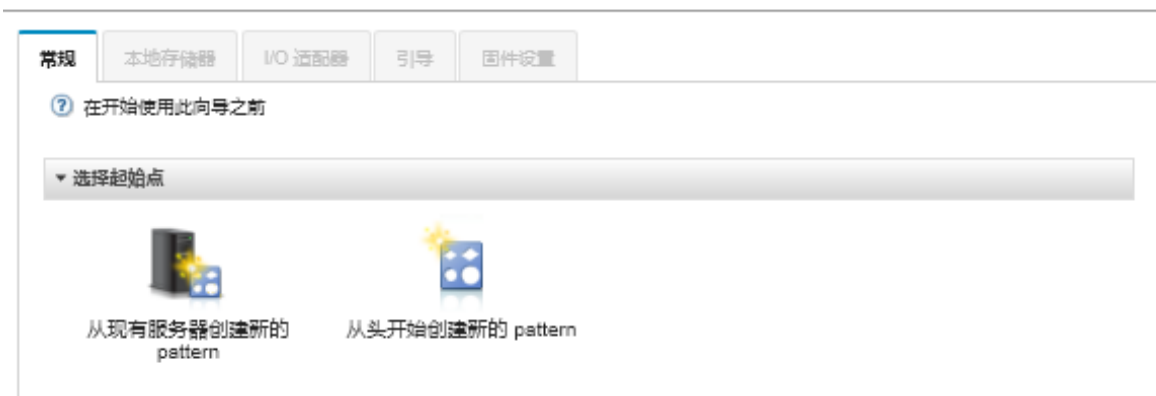 常规 本地存储器 I/O 适配器 引导 固件设置
在开始使用此向导之前
选择起始点
从现有服务器创建新的
pattern
从头开始创建新的 pattern